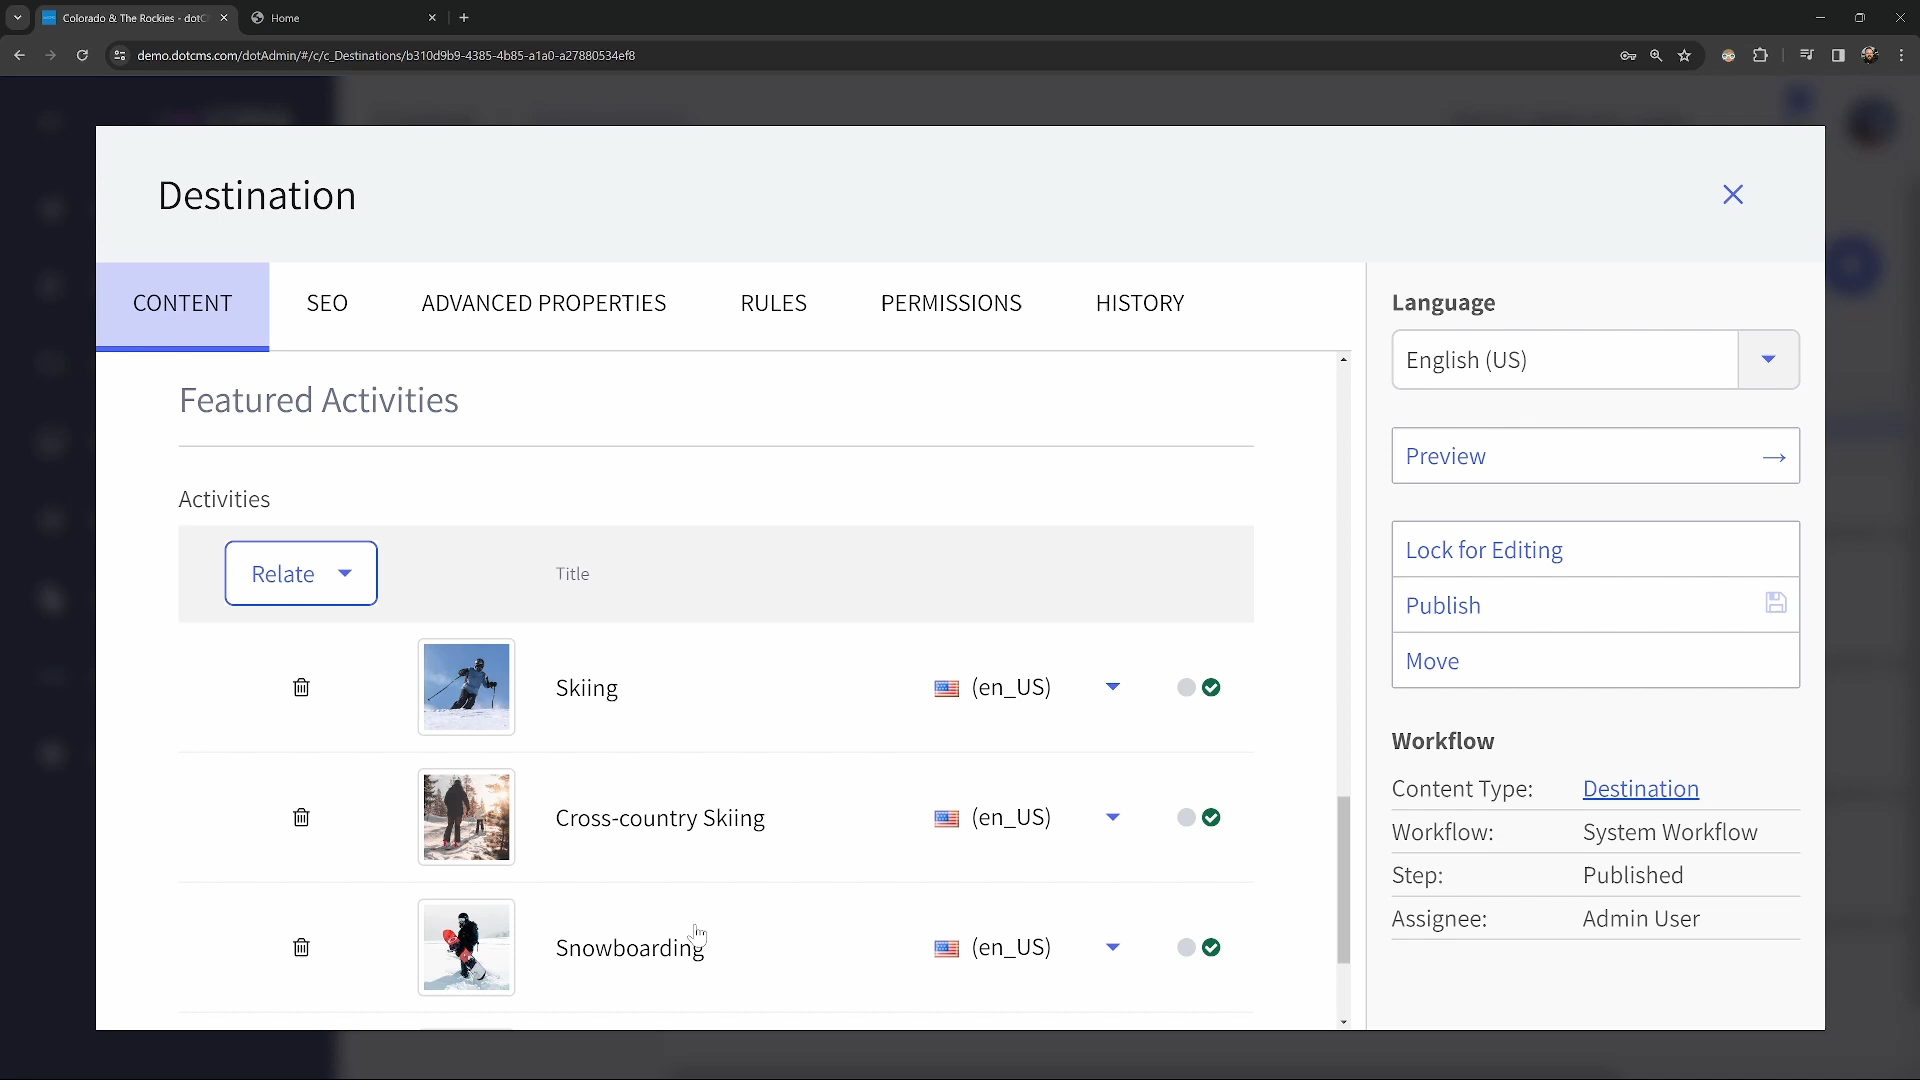 Colorado & The Rockies - dotC
Home
demo.dotcms.com/dotAdmin/#/c/c_Destinations/b310d9b9-4385-4b85-a1a0-a27880534ef8
Destination
CONTENT
SEO
ADVANCED PROPERTIES
RULES
PERMISSIONS
HISTORY
Featured Activities
Activities
Relate
Title
Skiing
(en_US)
Cross-country Skiing
(en_US)
Snowboarding
(en_US)
Language
English (US)
Preview
Lock for Editing
Publish
Move
Workflow
Content Type: Destination
Workflow: System Workflow
Step: Published
Assignee: Admin User